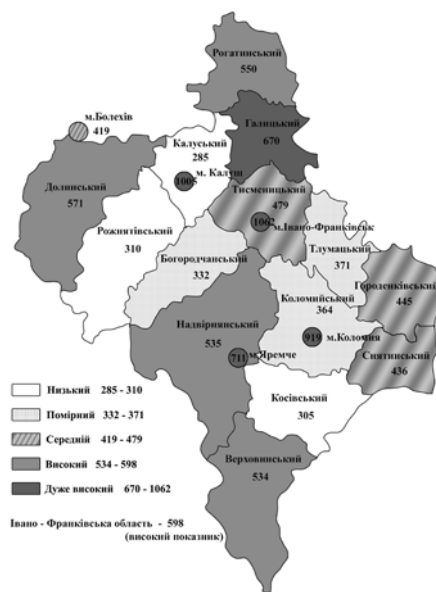 Рогатинський
550
м.Болехів
419
Галицький
670
Калуський
285
м. Калуш
1005
Долинський
571
Тисменицький
479
1062
м.Івано-Франківськ
Рожнятівський
310
Тлумацький
371
Богородчанський
332
Городенківський
445
Коломийський
364
Надвірнянський
535
919
м.Коломия
711
м.Яремче
Снятинський
436
Косівський
305
Верховинський
534
Низький 285 - 310
Помірний 332 - 371
Середній 419 - 479
Високий 534 - 598
Дуже високий 670 - 1062
Івано - Франківська область - 598
(високий показник)